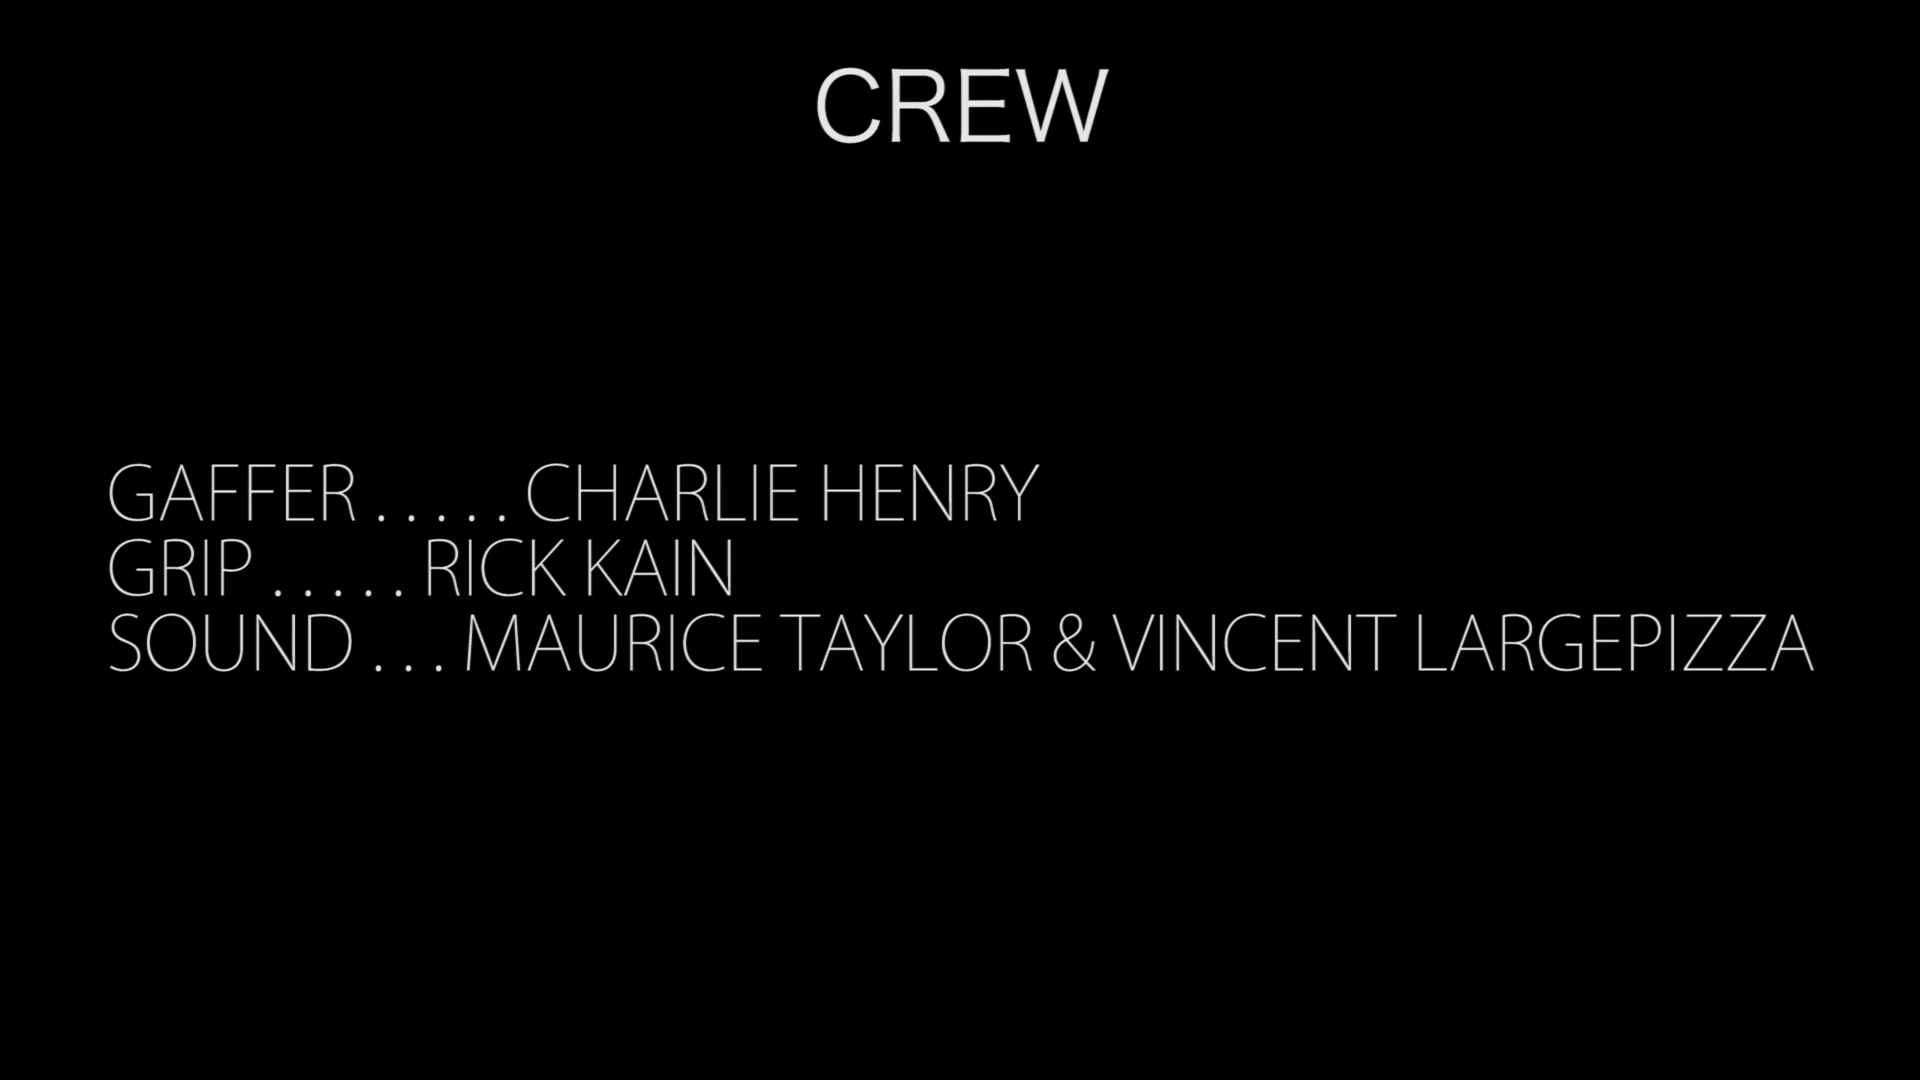 CREW
GAFFER . . . . . CHARLIE HENRY
GRIP . . . . . RICK KAIN
SOUND . . . MAURICE TAYLOR & VINCENT LARGEPIZZA